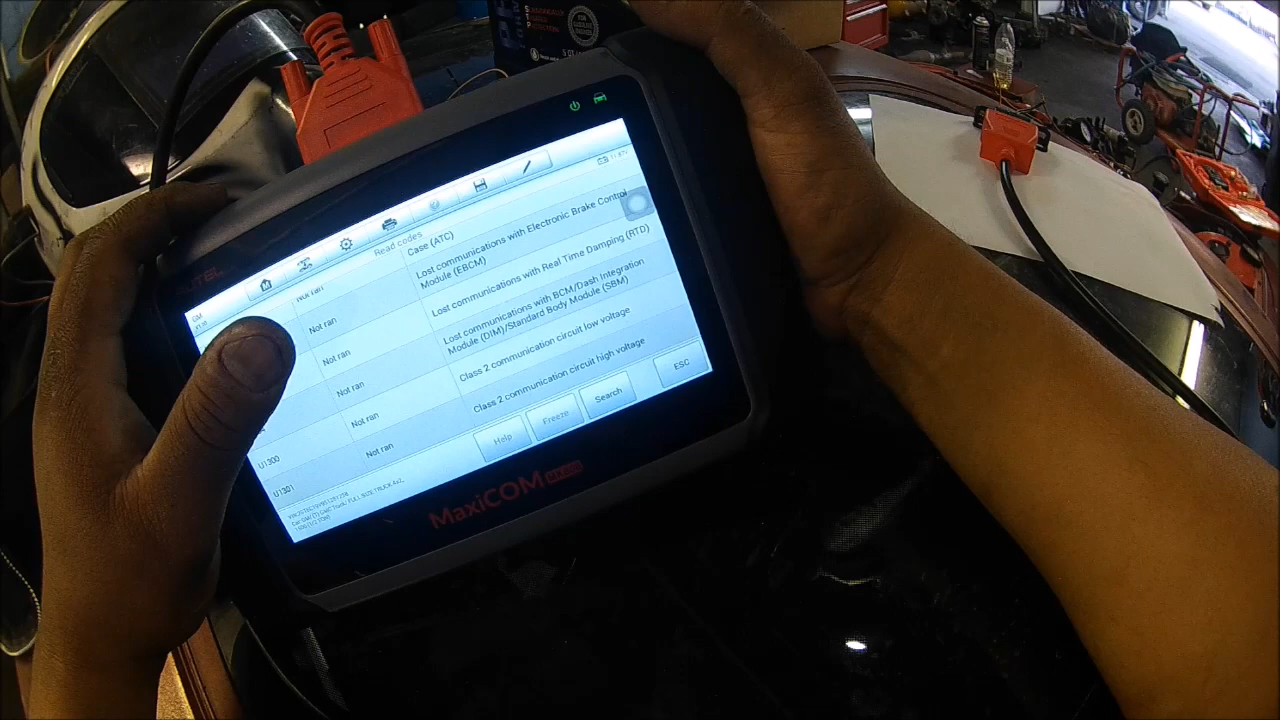 GM
Read codes
Case (ATC)
Not ran
Lost communications with Electronic Brake Control
Module (EBCM)
Not ran
Lost communications with Real Time Damping (RTD)
Not ran
Lost communications with BCM/Dash Integration
Module (DIM)/Standard Body Module (SBM)
Not ran
Class 2 communication circuit low voltage
U1300
Not ran
Class 2 communication circuit high voltage
U1301
Not ran
Help
Freeze
Search
ESC
MaxiCOM